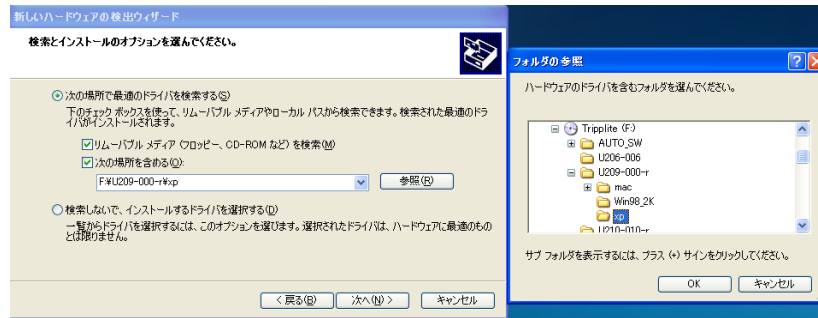 新しいハードウェアの検出ウィザード
検索とインストールのオプションを選んでください。
次の場所で最適のドライバを検索する(S)
下のチェック ボックスを使って、リムーバブル メディアやローカル パスから検索できます。検索された最適のドラ
イバがインストールされます。
リムーバブル メディア (フロッピー、CD-ROM など) を検索(M)
次の場所を含める(O):
F:¥U209-000-r¥xp
参照(R)
検索しないで、インストールするドライバを選択する(D)
一覧からドライバを選択するには、このオプションを選びます。選択されたドライバは、ハードウェアに最適のもの
とは限りません。
< 戻る(B)
次へ(N) >
キャンセル
フォルダの参照
ハードウェアのドライバを含むフォルダを選んでください。
Tripplite (F:)
AUTO_SW
U206-006
U209-000-r
mac
Win98_2K
xp
U210-010-r
サブ フォルダを表示するには、プラス (+) サインをクリックしてください。
OK
キャンセル